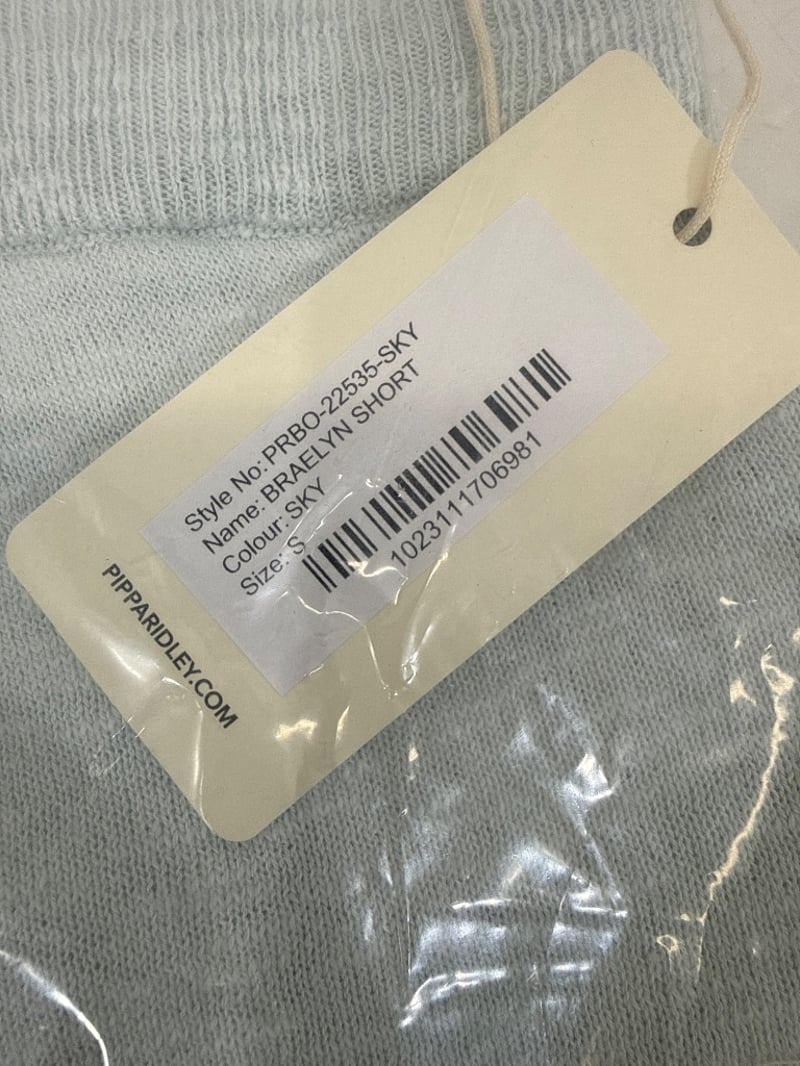 Style No: PRBO-22535-SKY
Name: BRAELYN SHORT
Colour: SKY
Size: S
1023111706981
PIPPARIDLEY.COM